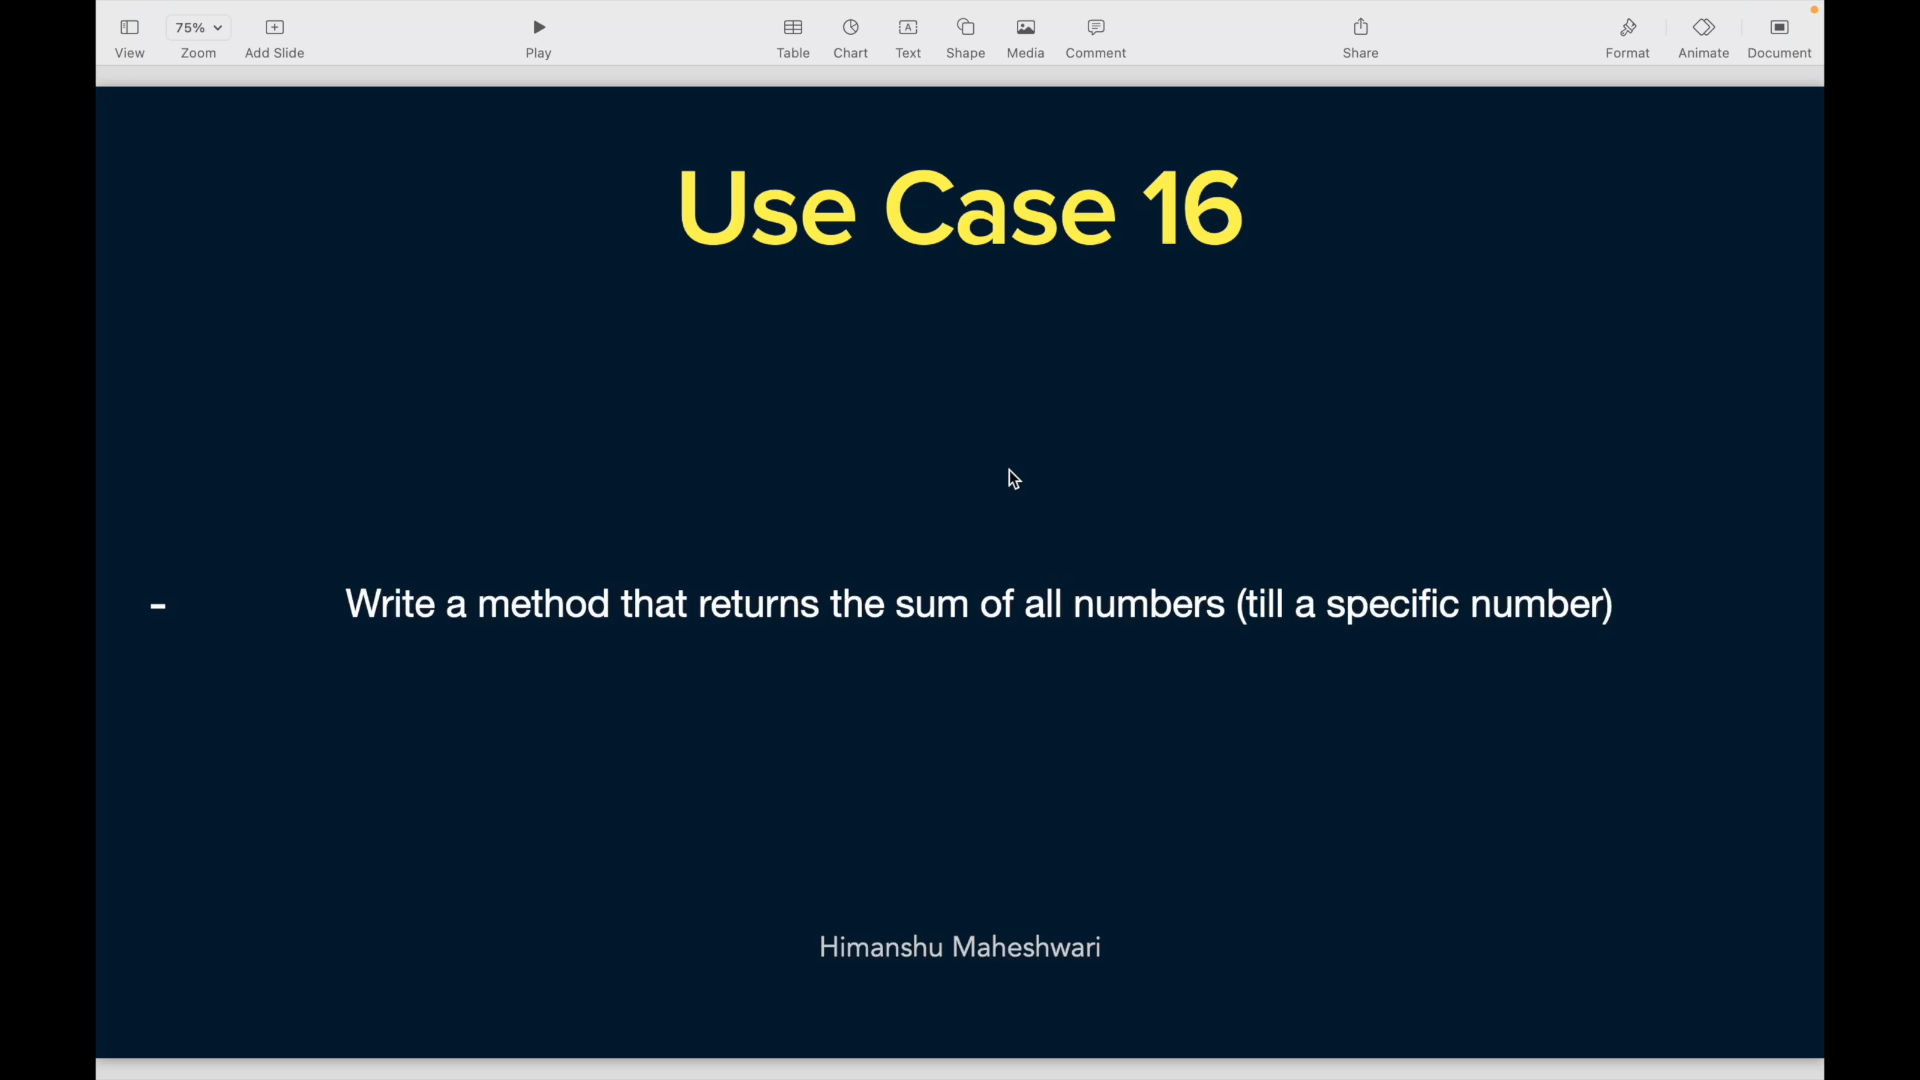 75%
View Zoom Add Slide Play Table Chart Text Shape Media Comment Share Format Animate Document
Use Case 16
- Write a method that returns the sum of all numbers (till a specific number)
Himanshu Maheshwari